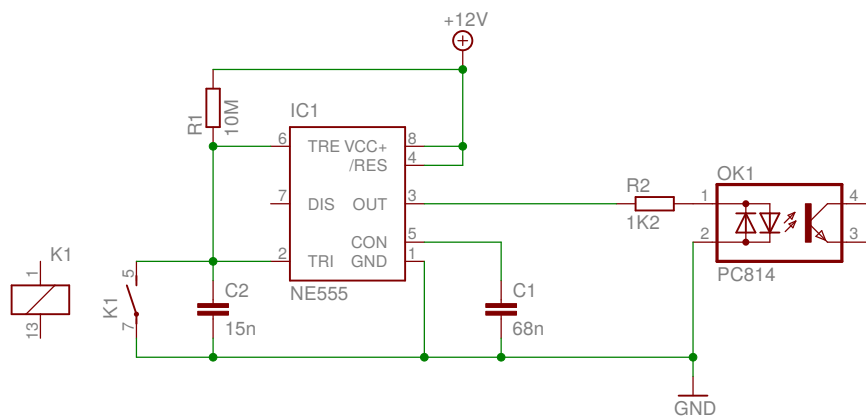 +12V
R1
10M
IC1
6
TRE
VCC+
8
/RES
4
7
DIS
OUT
3
CON
5
2
TRI
GND
1
NE555
R2
1K2
OK1
1
2
4
3
PC814
K1
1
13
K1
5
7
C2
15n
C1
68n
GND